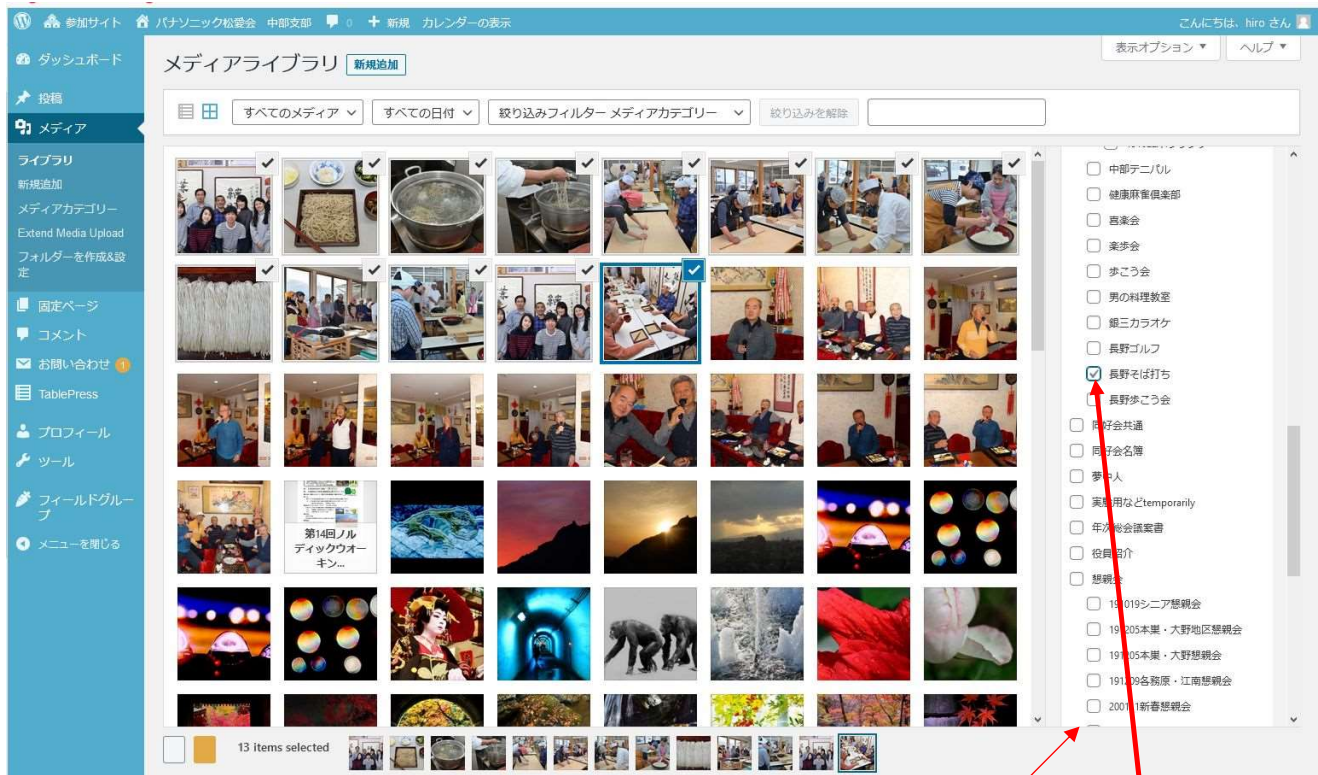 参加サイト パナソニック松愛会 中部支部 0 + 新規 カレンダーの表示 こんにちは、hiro さん
表示オプション ヘルプ
ダッシュボード
投稿
メディア
ライブラリ
新規追加
メディアカテゴリー
Extend Media Upload
フォルダーを作成&設
定
固定ページ
コメント
お問い合わせ 1
TablePress
プロフィール
ツール
フィールドグルー
プ
メニューを閉じる
メディアライブラリ 新規追加
すべてのメディア すべての日付 絞り込みフィルター メディアカテゴリー 絞り込みを解除
第14回ノル
ディックウオー
キン...
中部テニパル
健康麻雀倶楽部
喜楽会
楽歩会
歩こう会
男の料理教室
銀三カラオケ
長野ゴルフ
長野そば打ち
長野歩こう会
同好会共通
同好会名簿
夢中人
実験用などtemporarily
年次総会議案書
役員紹介
懇親会
191019シニア懇親会
191205本巣・大野地区懇親会
191205本巣・大野懇親会
191209各務原・江南懇親会
200111新春懇親会
13 items selected